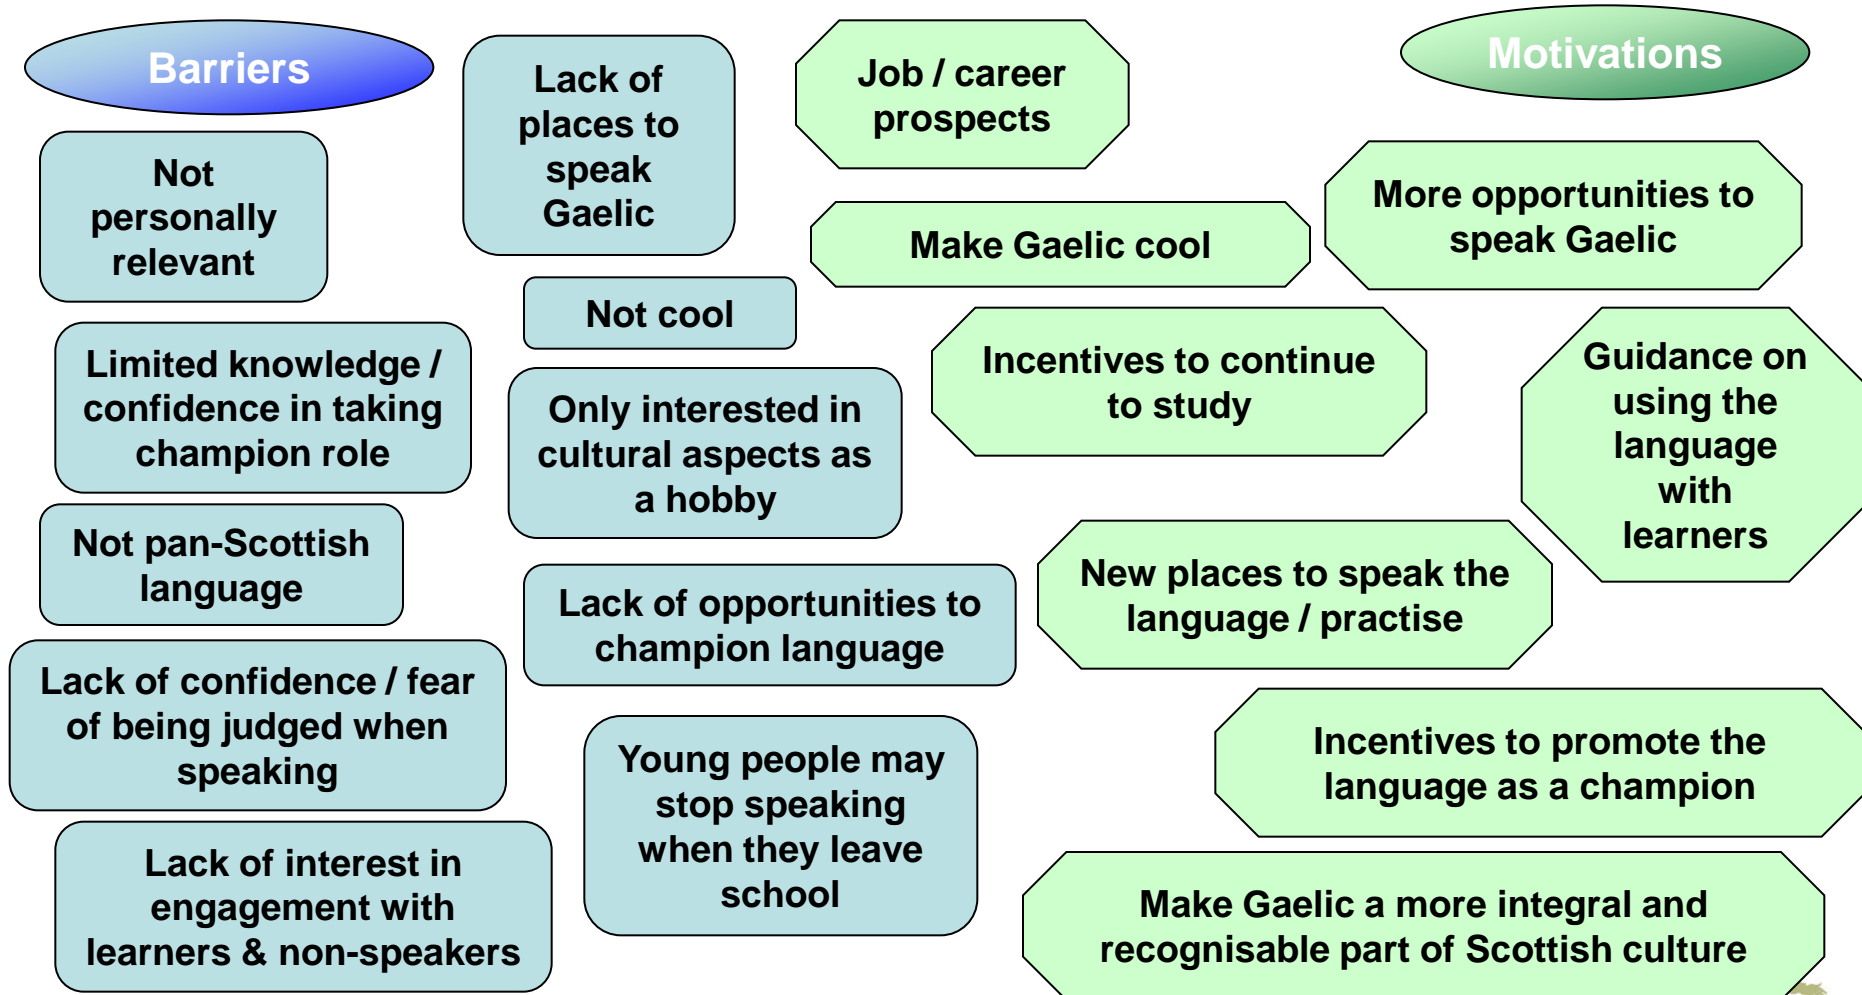 Barriers
Not
personally
relevant
Limited knowledge /
confidence in taking
champion role
Not pan-Scottish
language
Lack of confidence / fear
of being judged when
speaking
Lack of interest in
engagement with
learners & non-speakers
Lack of
places to
speak
Gaelic
Not cool
Only interested in
cultural aspects as
a hobby
Lack of opportunities to
champion language
Young people may
stop speaking
when they leave
school
Motivations
Job / career
prospects
More opportunities to
speak Gaelic
Make Gaelic cool
Incentives to continue
to study
Guidance on
using the
language
with
learners
New places to speak the
language / practise
Incentives to promote the
language as a champion
Make Gaelic a more integral and
recognisable part of Scottish culture